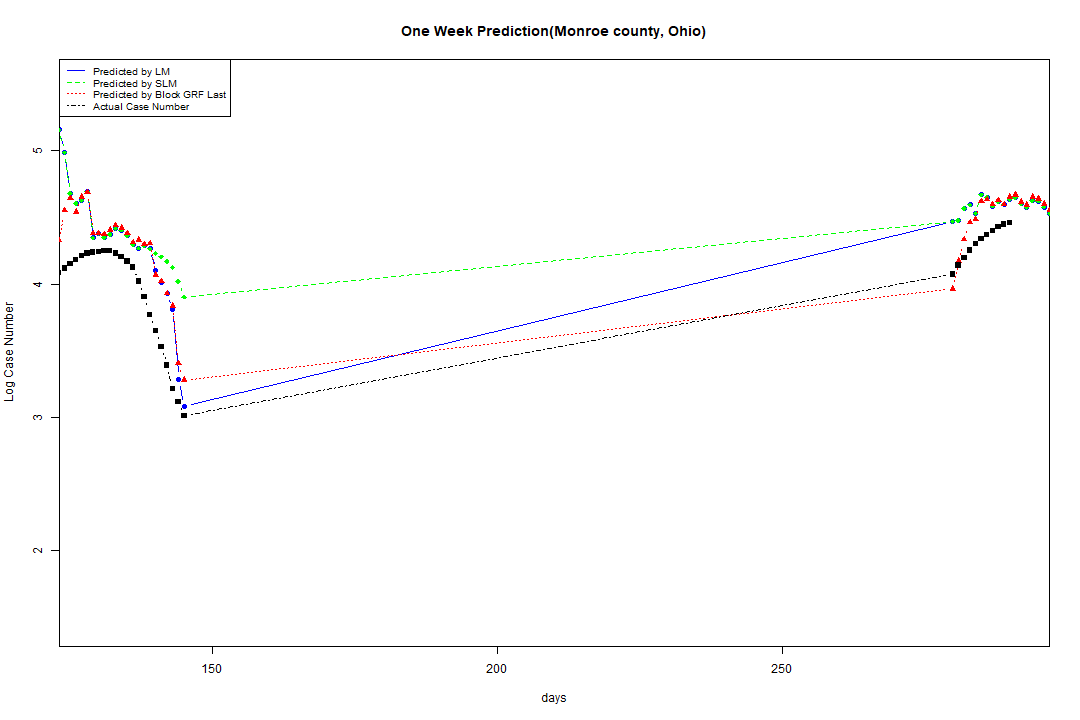 One Week Prediction(Monroe county, Ohio)
Predicted by LM
Predicted by SLM
Predicted by Block GRF Last
Actual Case Number
5
4
3
2
Log Case Number
150
200
250
days